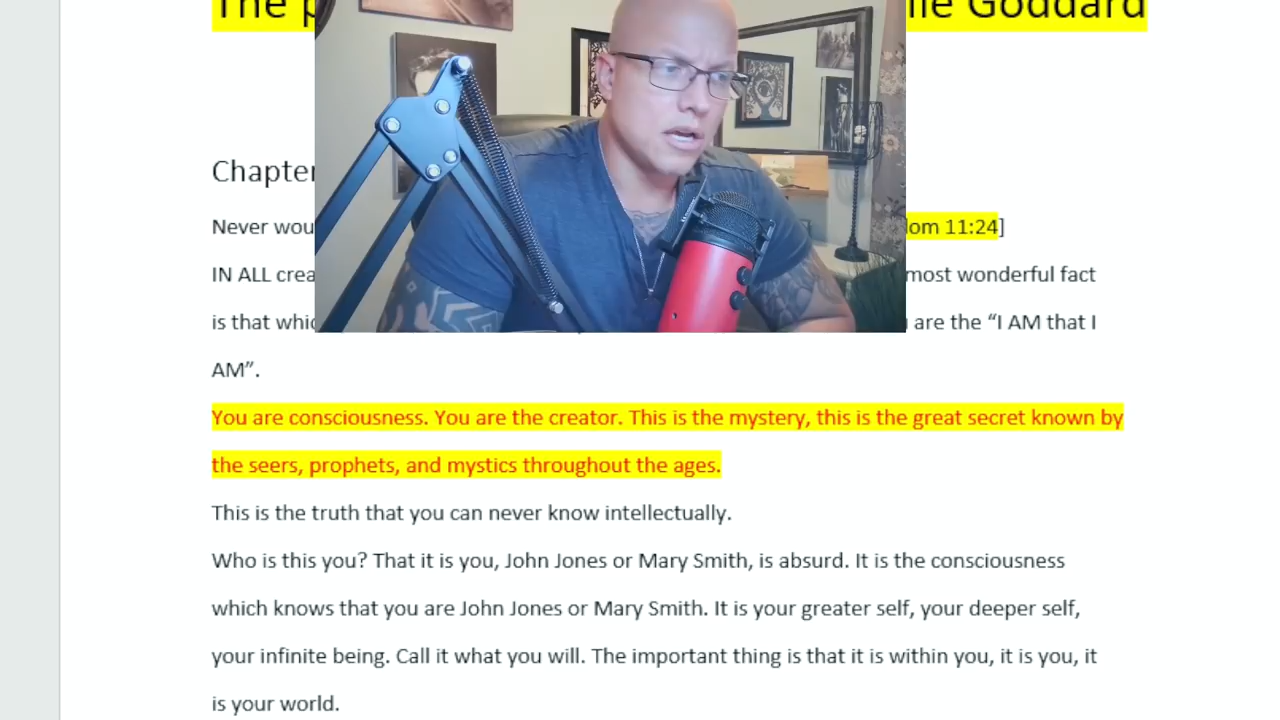 The
Goddard
Chapter
Never
om 11:24]
IN ALL
most wonderful fact
is that
are the “I AM that I
AM”.
You are consciousness. You are the creator. This is the mystery, this is the great secret known by
the seers, prophets, and mystics throughout the ages.
This is the truth that you can never know intellectually.
Who is this you? That it is you, John Jones or Mary Smith, is absurd. It is the consciousness
which knows that you are John Jones or Mary Smith. It is your greater self, your deeper self,
your infinite being. Call it what you will. The important thing is that it is within you, it is you, it
is your world.